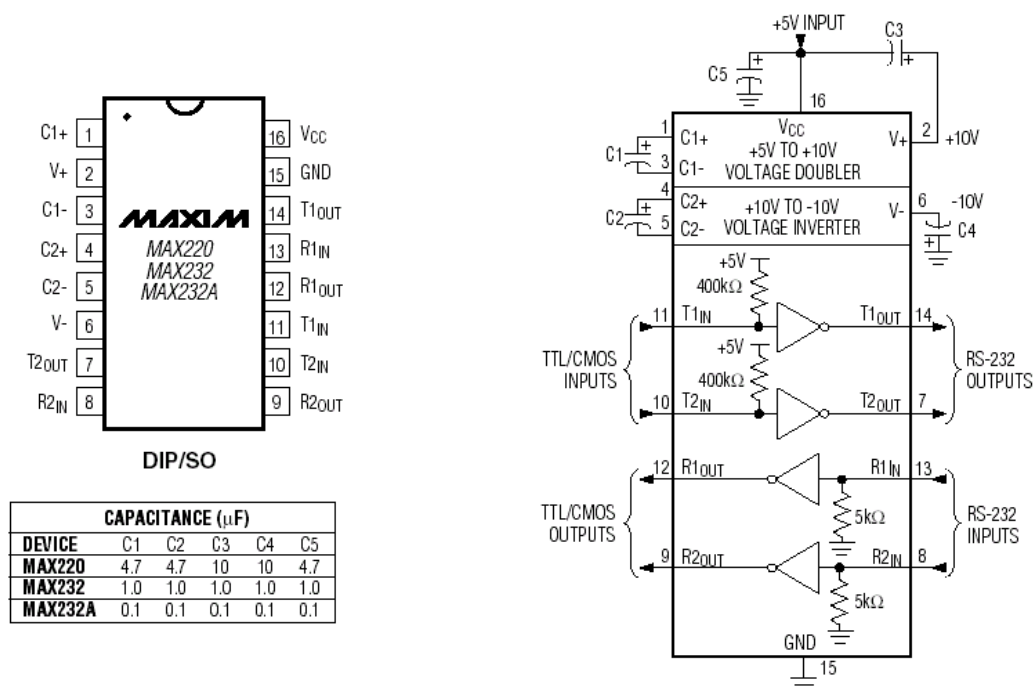 C1+ 1
V+ 2
C1- 3
C2+ 4
C2- 5
V- 6
T2OUT 7
R2IN 8
16 VCC
15 GND
14 T1OUT
13 R1IN
12 R1OUT
11 T1IN
10 T2IN
9 R2OUT
MAXIM
MAX220
MAX232
MAX232A
DIP/SO
CAPACITANCE (μF)
DEVICE C1 C2 C3 C4 C5
MAX220 4.7 4.7 10 10 4.7
MAX232 1.0 1.0 1.0 1.0 1.0
MAX232A 0.1 0.1 0.1 0.1 0.1
+5V INPUT
C3
+
C5
+
+
16
1
C1+
VCC
V+
2
+10V
C1
+
3
C1-
+5V TO +10V
VOLTAGE DOUBLER
4
C2+
+10V TO -10V
VOLTAGE INVERTER
V-
6
-10V
C2
+
5
C2-
+
C4
+5V
400kΩ
11 T1IN
T1OUT 14
+5V
400kΩ
TTL/CMOS
INPUTS
RS-232
OUTPUTS
10 T2IN
T2OUT 7
12 R1OUT
R1IN 13
5kΩ
TTL/CMOS
OUTPUTS
RS-232
INPUTS
9 R2OUT
R2IN 8
5kΩ
GND
15